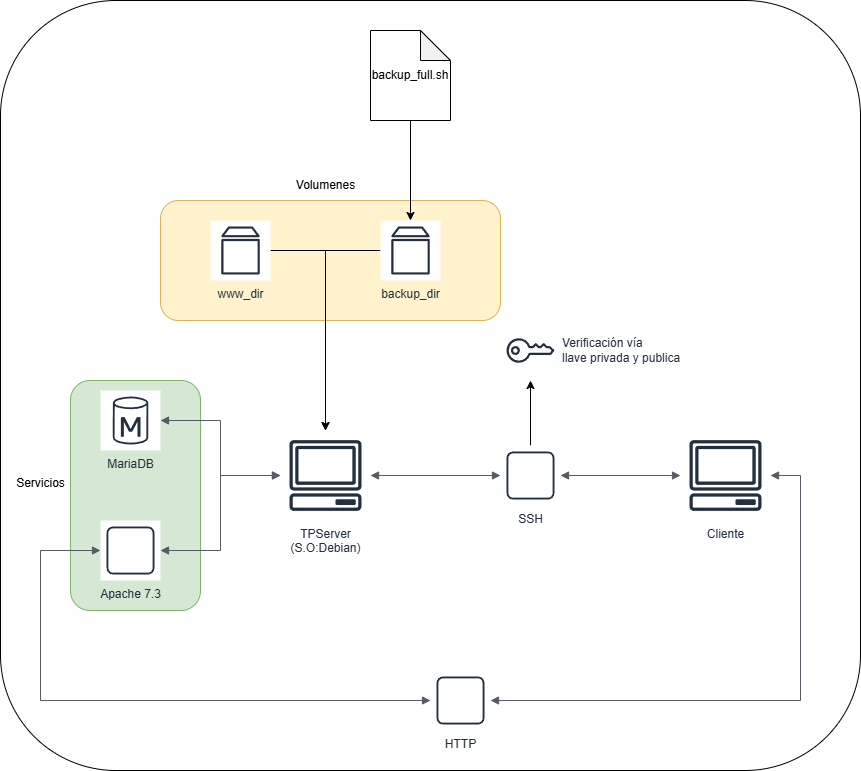 backup_full.sh
Volumenes
www_dir
backup_dir
Verificación vía
llave privada y publica
Servicios
M
MariaDB
TPServer
(S.O:Debian)
SSH
Cliente
Apache 7.3
HTTP